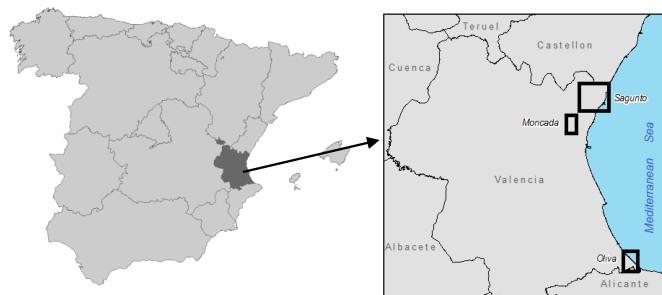 Teruel
Castellon
Cuenca
Sagunto
Moncada
Mediterranean Sea
Valencia
Albacete
Oliva
Alicante